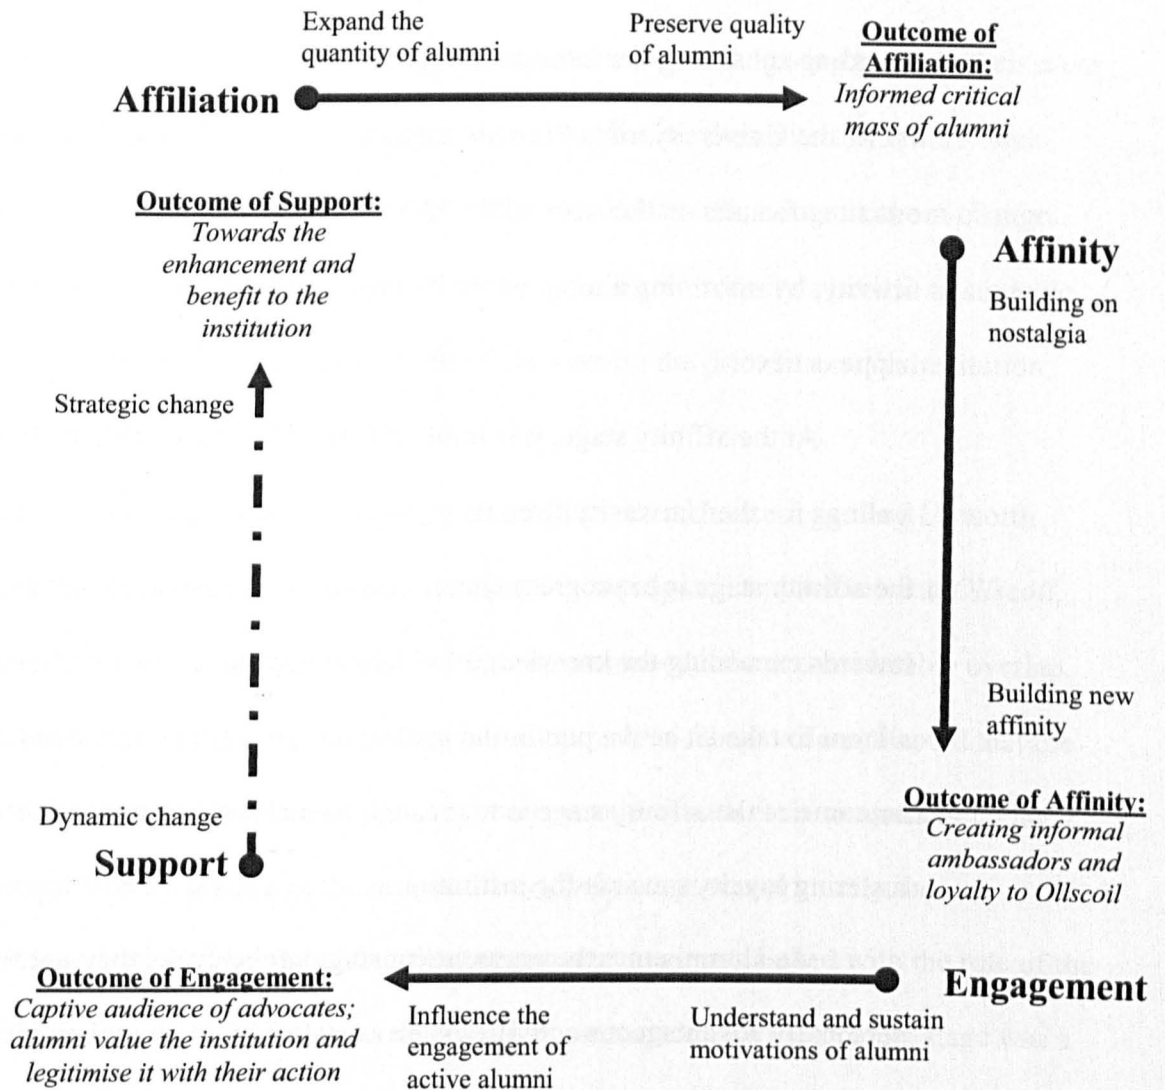 Expand the
quantity of alumni
Preserve quality
of alumni
Affiliation
Outcome of
Affiliation:
Informed critical
mass of alumni
Outcome of Support:
Towards the
enhancement and
benefit to the
institution
Affinity
Building on
nostalgia
Strategic change
Building new
affinity
Dynamic change
Support
Outcome of Affinity:
Creating informal
ambassadors and
loyalty to Ollscoil
Engagement
Understand and sustain
motivations of alumni
Influence the
engagement of
active alumni
Outcome of Engagement:
Captive audience of advocates;
alumni value the institution and
legitimise it with their action